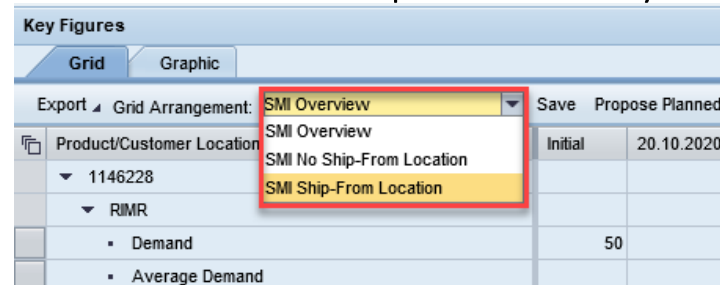 Key Figures
Grid Graphic
Export Grid Arrangement: SMI Overview Save Propose Planned
SMI Overview
SMI No Ship-From Location
SMI Ship-From Location
Product/Customer Location Initial 20.10.2020
1146228
RIMR
Demand 50
Average Demand